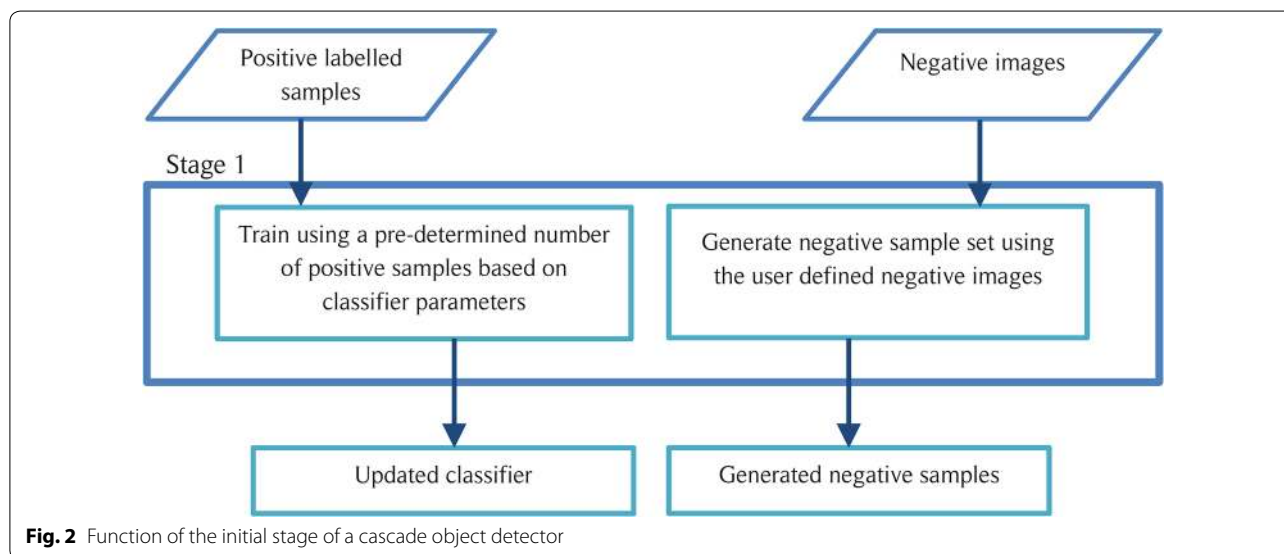 Positive labelled
samples
Negative images
Stage 1
Train using a pre-determined number
of positive samples based on
classifier parameters
Generate negative sample set using
the user defined negative images
Updated classifier
Generated negative samples
Fig. 2 Function of the initial stage of a cascade object detector